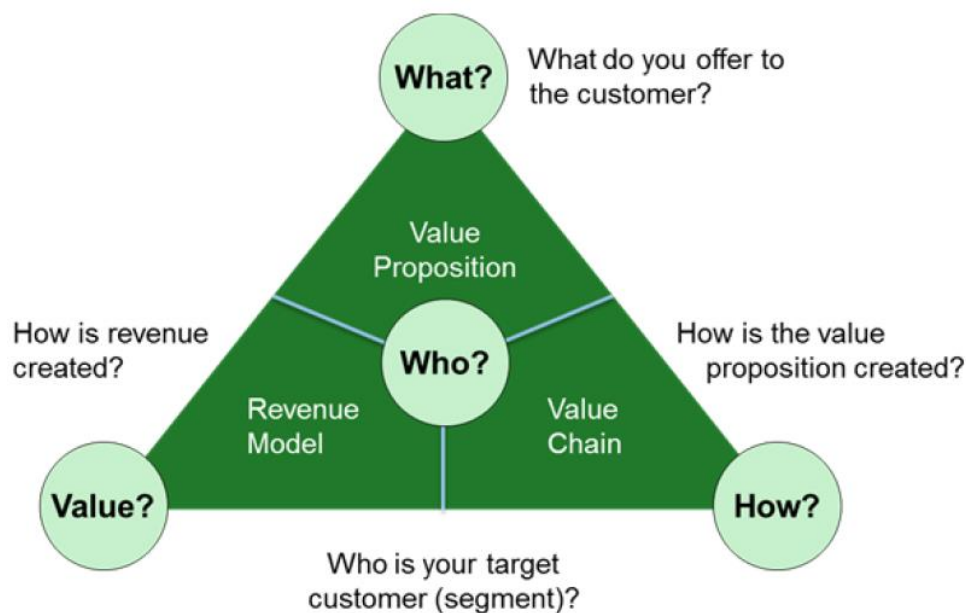 What?
What do you offer to
the customer?
Value
Proposition
How is revenue
created?
Who?
How is the value
proposition created?
Revenue
Model
Value
Chain
Value?
How?
Who is your target
customer (segment)?